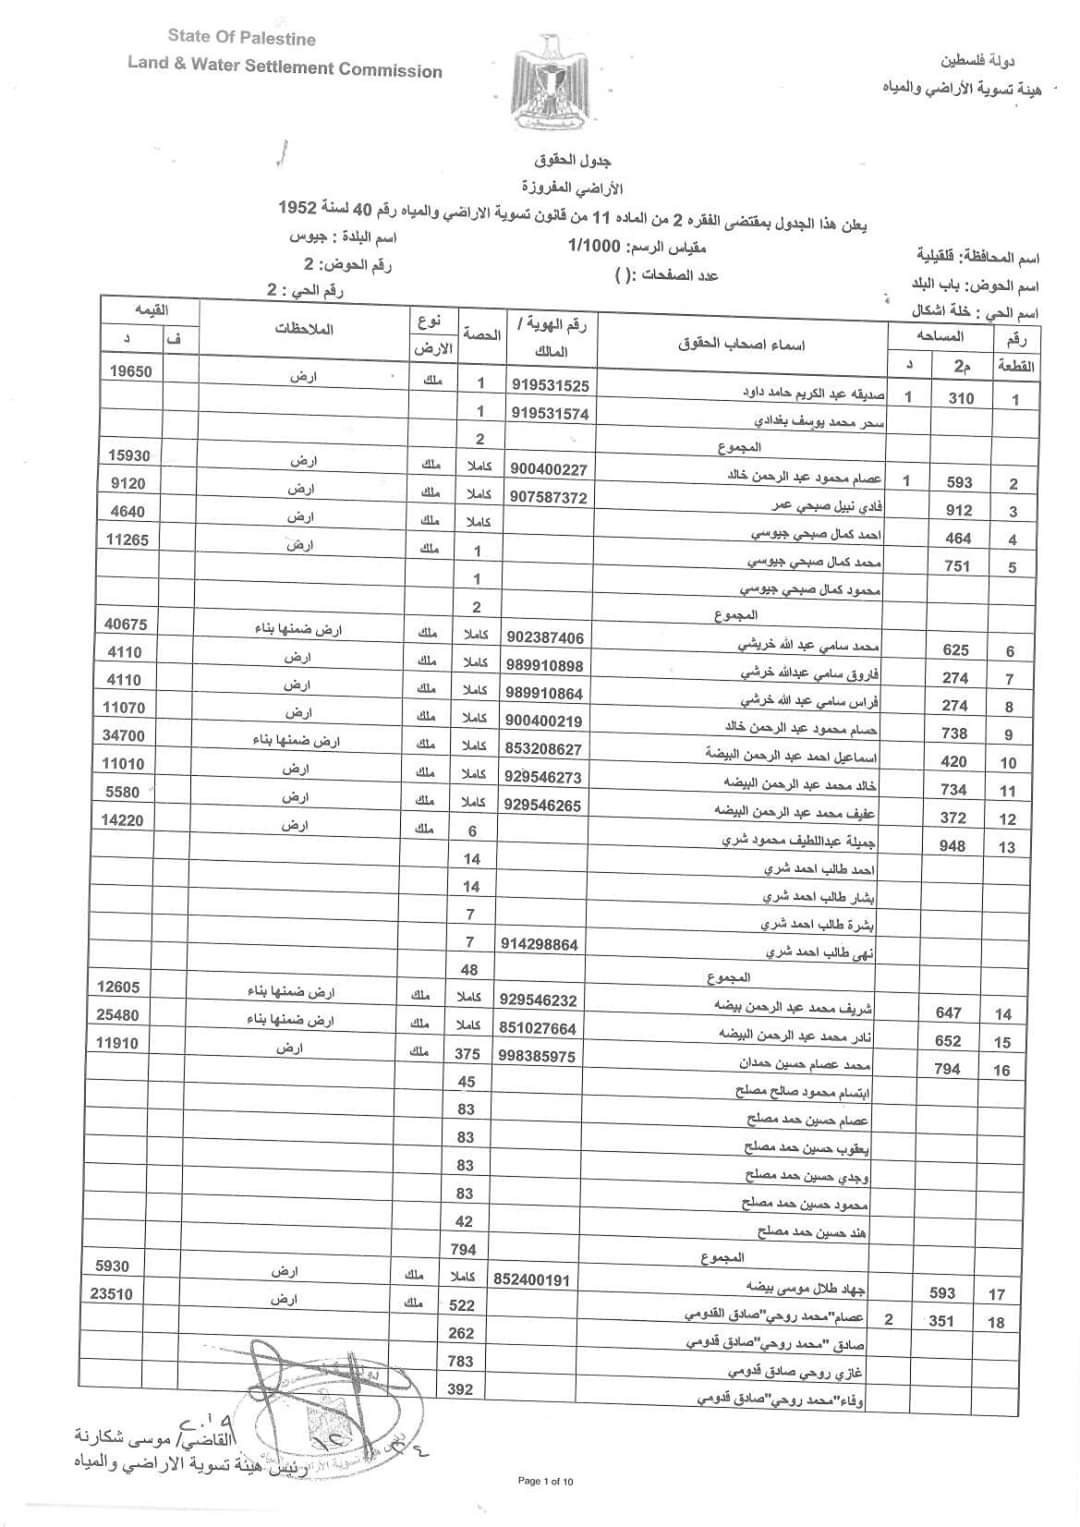 State Of Palestine
Land & Water Settlement Commission
دولة فلسطين
هيئة تسوية الأراضي والمياه
جدول الحقوق
الأراضي المفروزة
يعلن هذا الجدول بمقتضى الفقره 2 من الماده 11 من قانون تسوية الاراضي والمياه رقم 40 لسنة 1952
اسم المحافظة: قلقيلية مقياس الرسم: 1/1000 اسم البلدة : جيوس
اسم الحوض: باب البلد عدد الصفحات :( ) رقم الحوض: 2
اسم الحي : خلة اشكال رقم الحي : 2
رقم القطعة المساحه م2 د اسماء اصحاب الحقوق رقم الهوية / المالك الحصة نوع الارض الملاحظات القيمه ف د
1 310 1 صديقه عبد الكريم حامد داود 919531525 1 ملك ارض 19650
سحر محمد يوسف بغدادي 919531574 1
المجموع 2
2 593 1 عصام محمود عبد الرحمن خالد 900400227 كاملا ملك ارض 15930
3 912 فادي نبيل صبحي عمر 907587372 كاملا ملك ارض 9120
4 464 احمد كمال صبحي جيوسي كاملا ملك ارض 4640
5 751 محمد كمال صبحي جيوسي 1 ملك ارض 11265
محمود كمال صبحي جيوسي 1
المجموع 2
6 625 محمد سامي عبد الله خريشي 902387406 كاملا ملك ارض ضمنها بناء 40675
7 274 فاروق سامي عبدالله خرشي 989910898 كاملا ملك ارض 4110
8 274 فراس سامي عبد الله خرشي 989910864 كاملا ملك ارض 4110
9 738 حسام محمود عبد الرحمن خالد 900400219 كاملا ملك ارض 11070
10 420 اسماعيل احمد عبد الرحمن البيضة 853208627 كاملا ملك ارض ضمنها بناء 34700
11 734 خالد محمد عبد الرحمن البيضه 929546273 كاملا ملك ارض 11010
12 372 عفيف محمد عبد الرحمن البيضه 929546265 كاملا ملك ارض 5580
13 948 جميلة عبداللطيف محمود شري 6 ملك ارض 14220
احمد طالب احمد شري 14
بشار طالب احمد شري 14
بشرة طالب احمد شري 7
نهى طالب احمد شري 914298864 7
المجموع 48
14 647 شريف محمد عبد الرحمن بيضه 929546232 كاملا ملك ارض ضمنها بناء 12605
15 652 نادر محمد عبد الرحمن البيضه 851027664 كاملا ملك ارض ضمنها بناء 25480
16 794 محمد عصام حسين حمدان 998385975 375 ملك ارض 11910
ابتسام محمود صالح مصلح 45
عصام حسين حمد مصلح 83
يعقوب حسين حمد مصلح 83
وجدي حسين حمد مصلح 83
محمود حسين حمد مصلح 83
هند حسين حمد مصلح 42
المجموع 794
17 593 جهاد طلال موسى بيضه 852400191 كاملا ملك ارض 5930
18 351 2 عصام"محمد روحي"صادق القدومي 522 ملك ارض 23510
صادق "محمد روحي"صادق قدومي 262
غازي روحي صادق قدومي 783
وفاء"محمد روحي"صادق قدومي 392
القاضي/ موسى شكارنة
رئيس هيئة تسوية الاراضي والمياه
Page 1 of 10